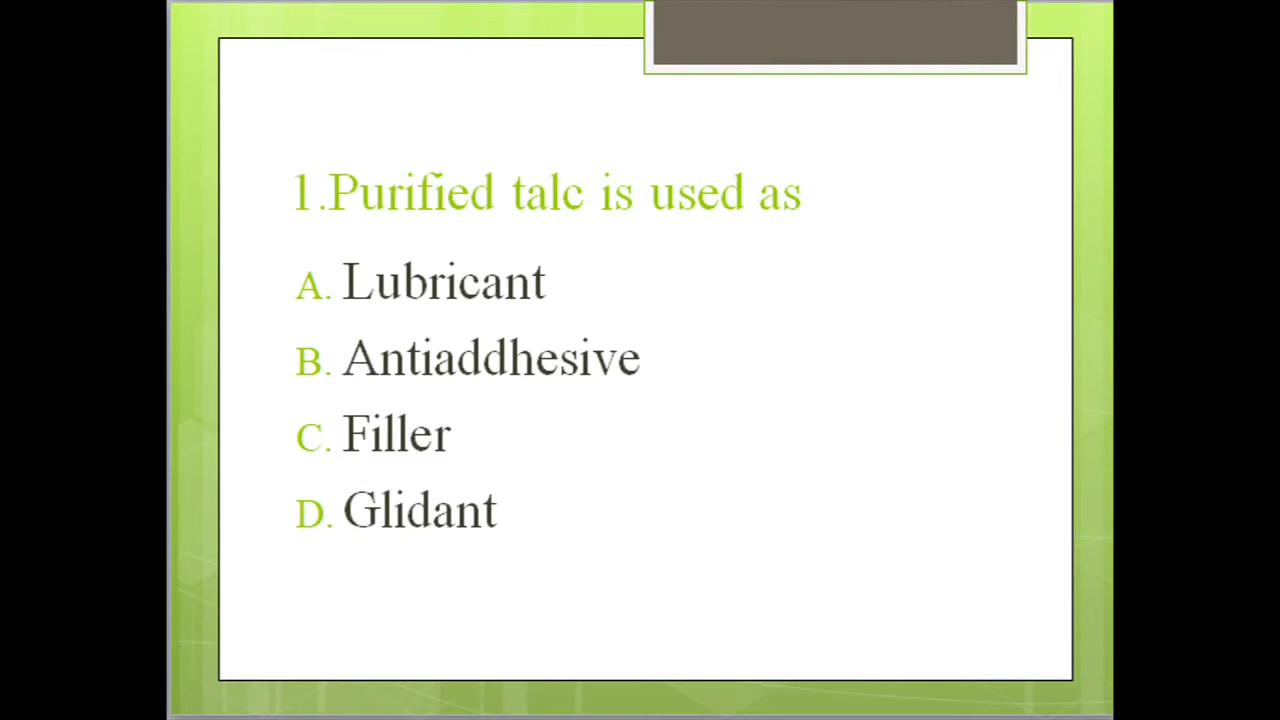 1.Purified talc is used as
A. Lubricant
B. Antiaddhesive
C. Filler
D. Glidant